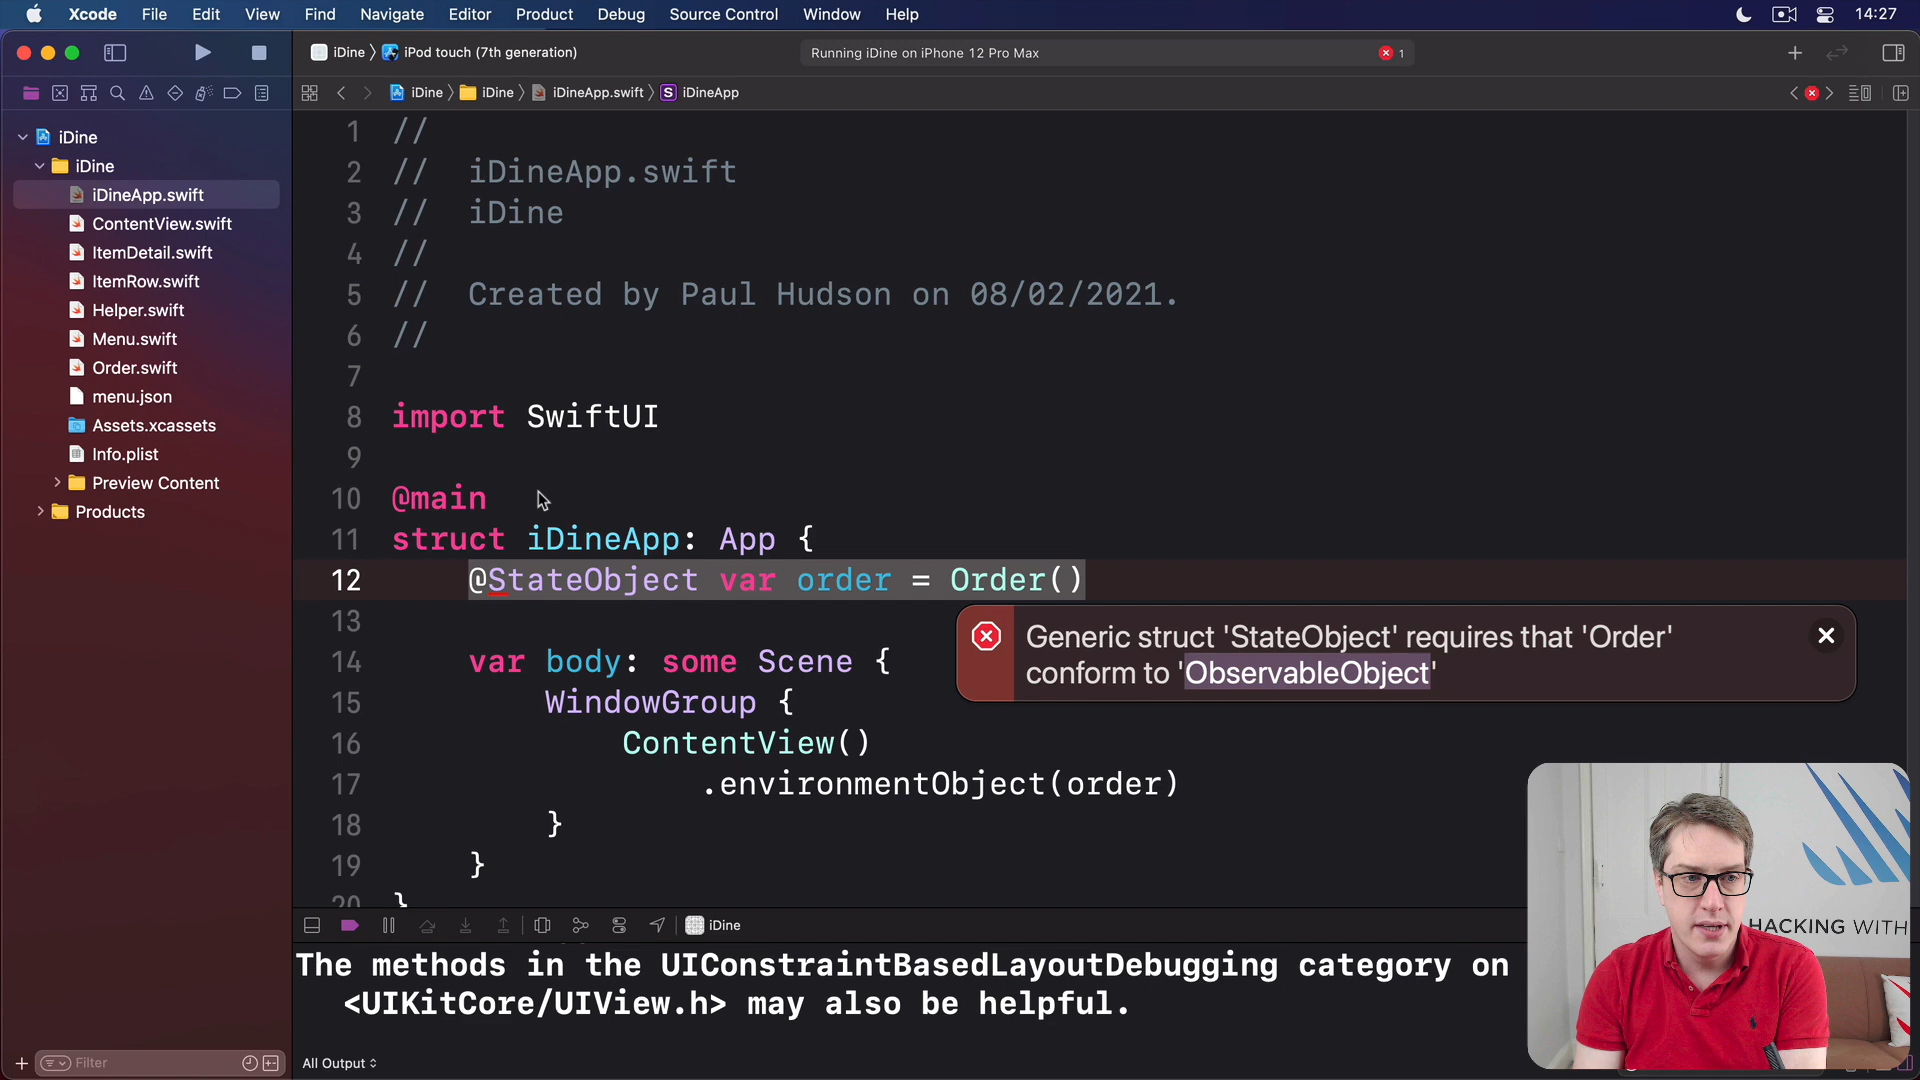 Xcode File Edit View Find Navigate Editor Product Debug Source Control Window Help 14:27
iDine iPod touch (7th generation) Running iDine on iPhone 12 Pro Max 1
iDine iDine iDineApp.swift S iDineApp
iDine
iDine
iDineApp.swift
ContentView.swift
ItemDetail.swift
ItemRow.swift
Helper.swift
Menu.swift
Order.swift
menu.json
Assets.xcassets
Info.plist
Preview Content
Products
Filter
1 //
2 // iDineApp.swift
3 // iDine
4 //
5 // Created by Paul Hudson on 08/02/2021.
6 //
7
8 import SwiftUI
9
10 @main
11 struct iDineApp: App {
12 @StateObject var order = Order()
13
14 var body: some Scene {
15 WindowGroup {
16 ContentView()
17 .environmentObject(order)
18 }
19 }
20 }
Generic struct 'StateObject' requires that 'Order'
conform to 'ObservableObject'
iDine
The methods in the UIConstraintBasedLayoutDebugging category on
<UIKitCore/UIView.h> may also be helpful.
All Output
HACKING WITH